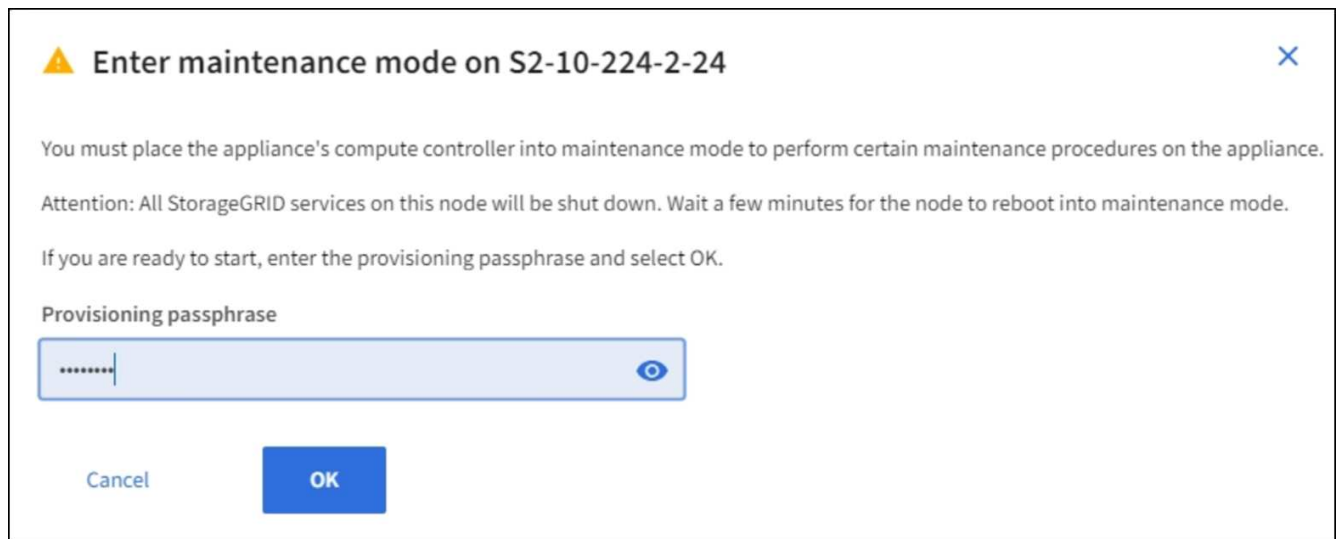 Enter maintenance mode on S2-10-224-2-24
You must place the appliance's compute controller into maintenance mode to perform certain maintenance procedures on the appliance.
Attention: All StorageGRID services on this node will be shut down. Wait a few minutes for the node to reboot into maintenance mode.
If you are ready to start, enter the provisioning passphrase and select OK.
Provisioning passphrase
••••••••
Cancel OK